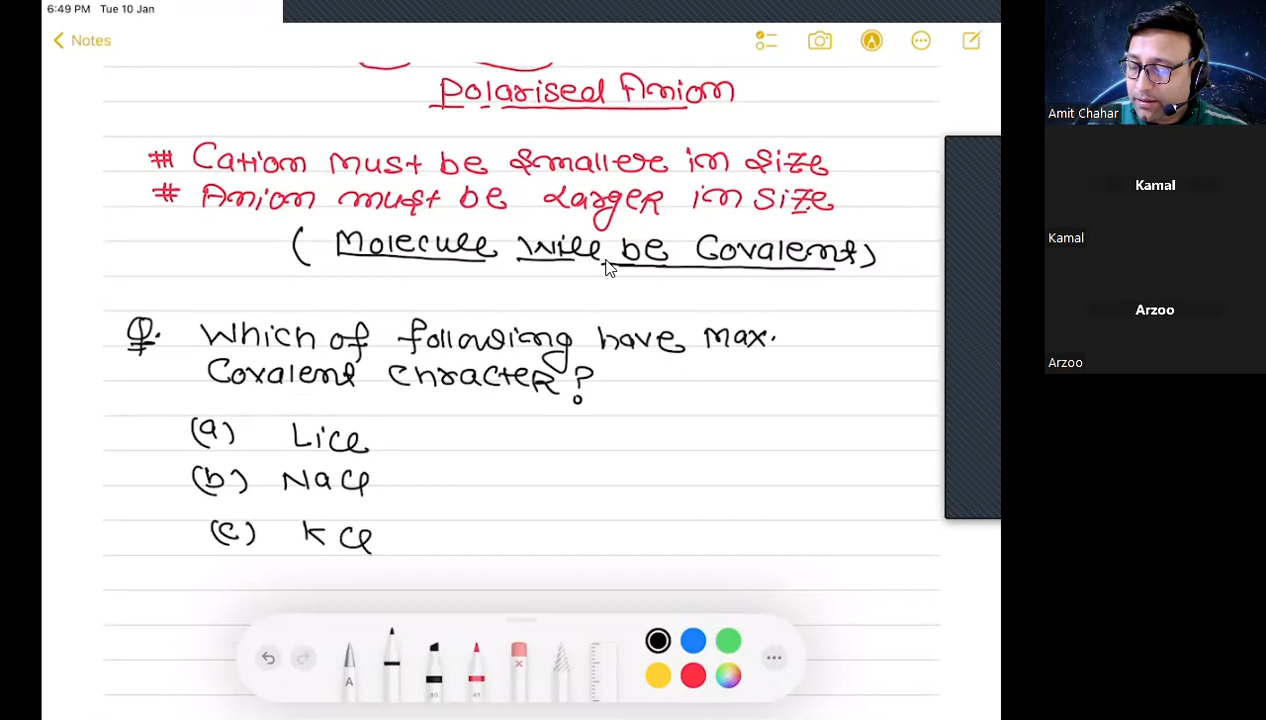 6:49 PM Tue 10 Jan
Notes
Polarised Anion
# Cation must be smaller in size
# Anion must be Larger in size
( Molecule will be Covalent)
Q. Which of following have max.
Covalent Chracter?
(a) LiCl
(b) NaCl
(c) KCl
A
80
Amit Chahar
Kamal
Kamal
Arzoo
Arzoo